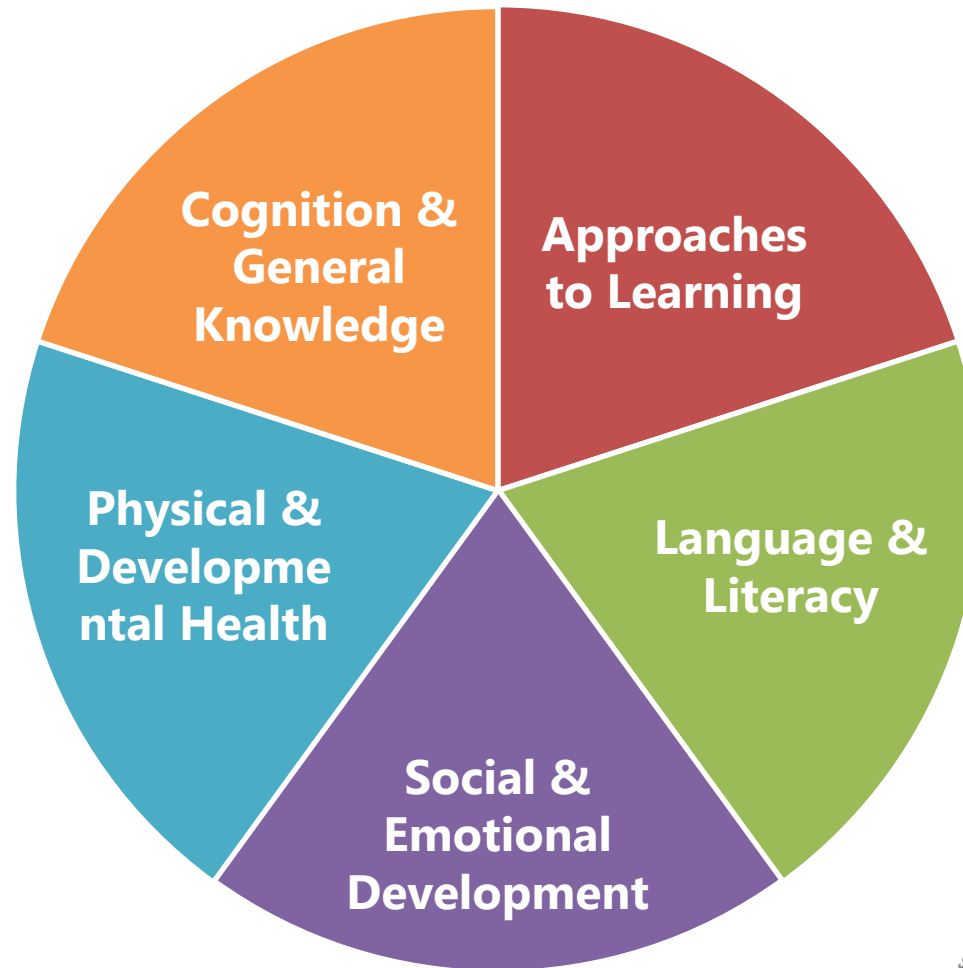 Cognition &
General
Knowledge
Approaches
to Learning
Physical &
Developme
ntal Health
Language &
Literacy
Social &
Emotional
Development